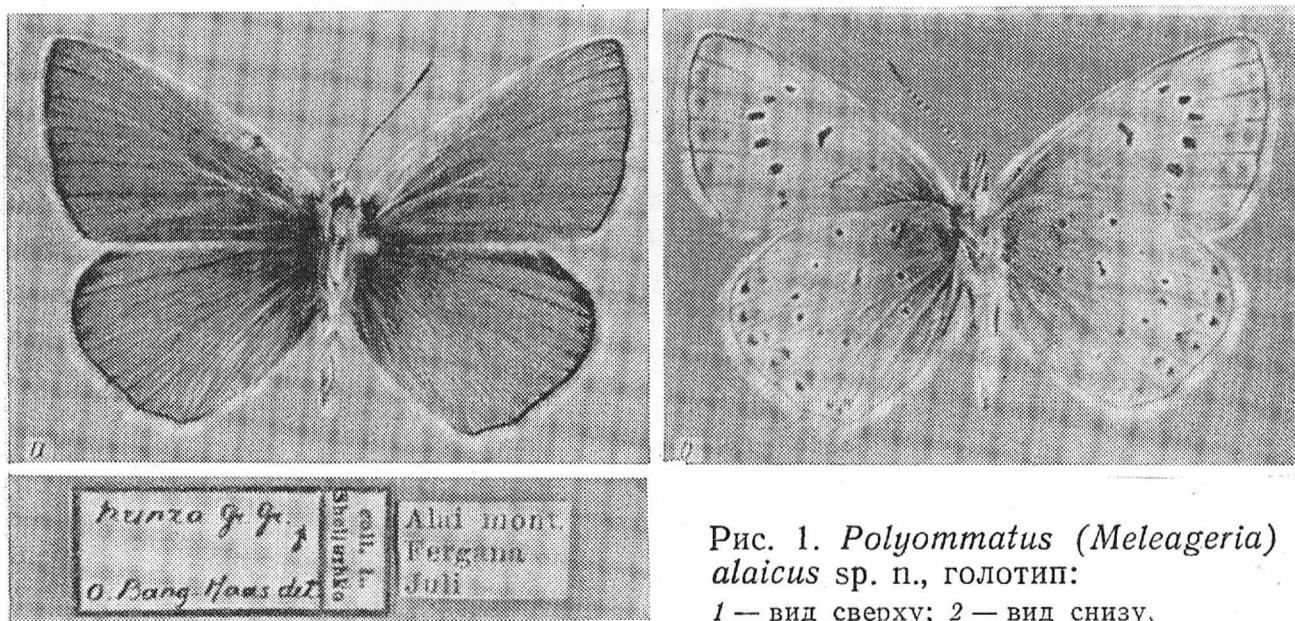 hunza Gr. Gr.
O. Bang-Haas det.
coll. L.
Sheljuzhko
Alai mont.
Fergana
Juli
Рис. 1. Polyommatus (Meleageria)
alaicus sp. n., голотип:
1 — вид сверху; 2 — вид снизу.